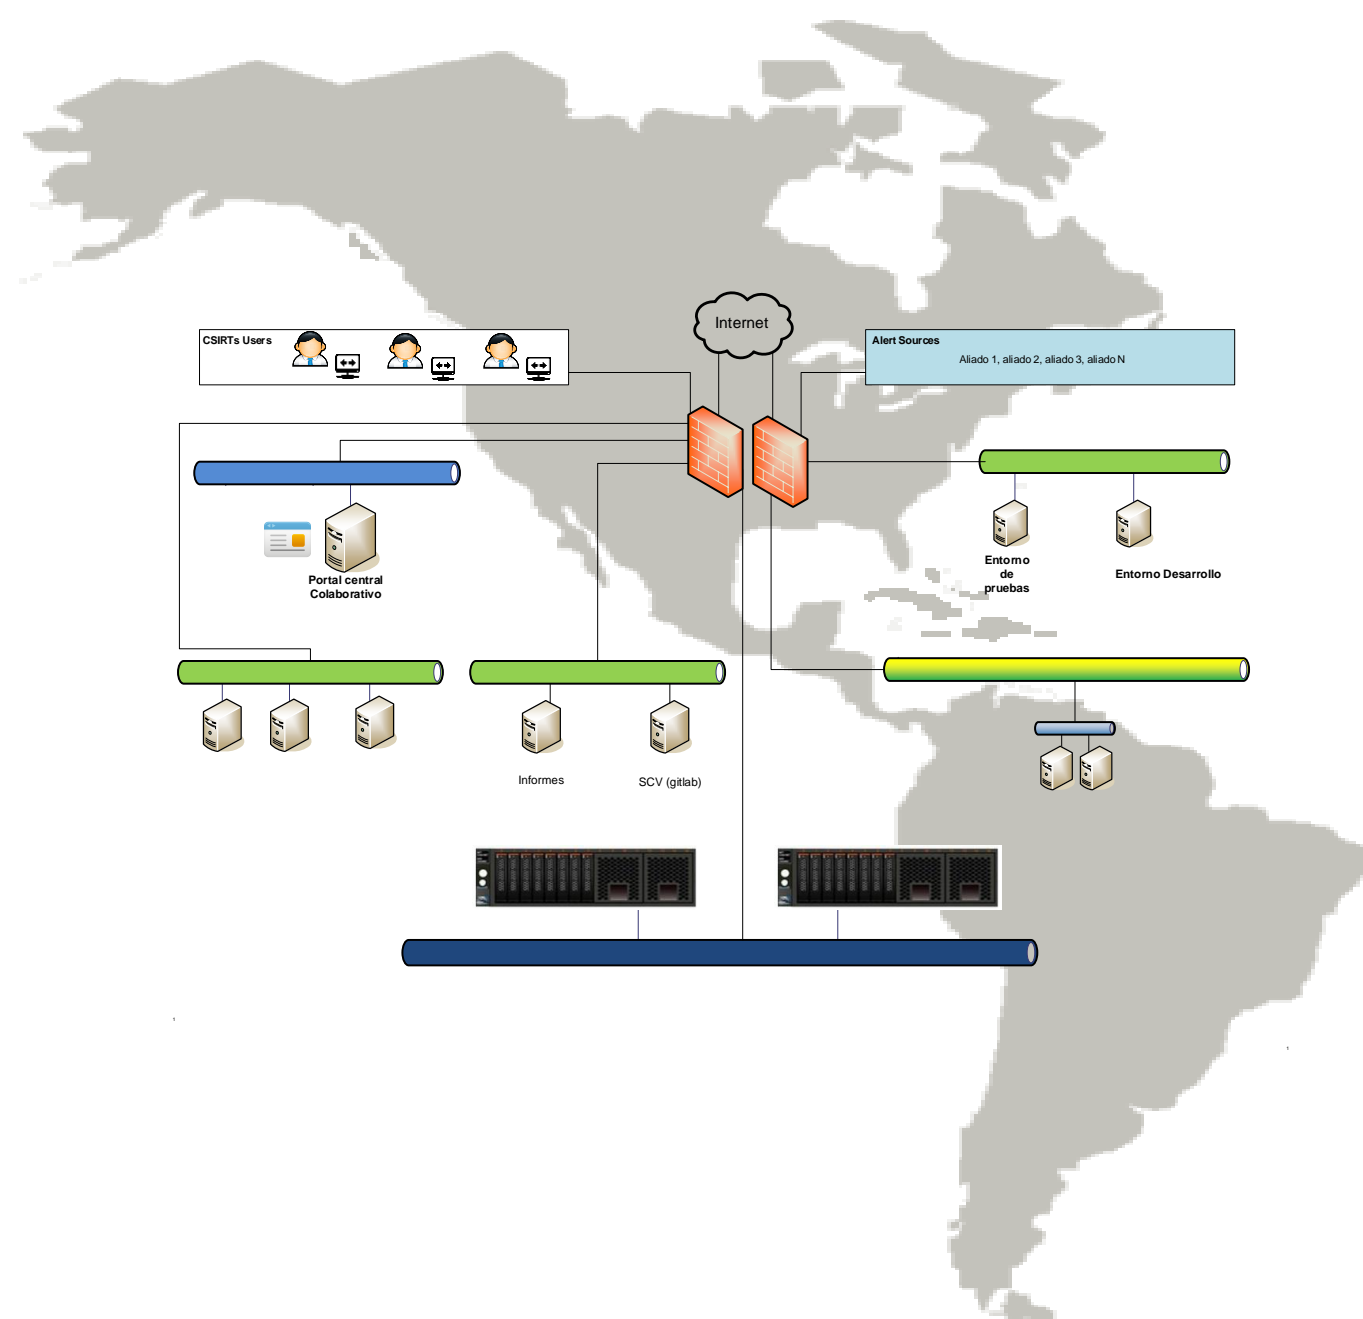 Internet
CSIRTs Users
Alert Sources
Aliado 1, aliado 2, aliado 3, aliado N
Portal central
Colaborativo
Entorno
de
pruebas
Entorno Desarrollo
Informes
SCV (gitlab)